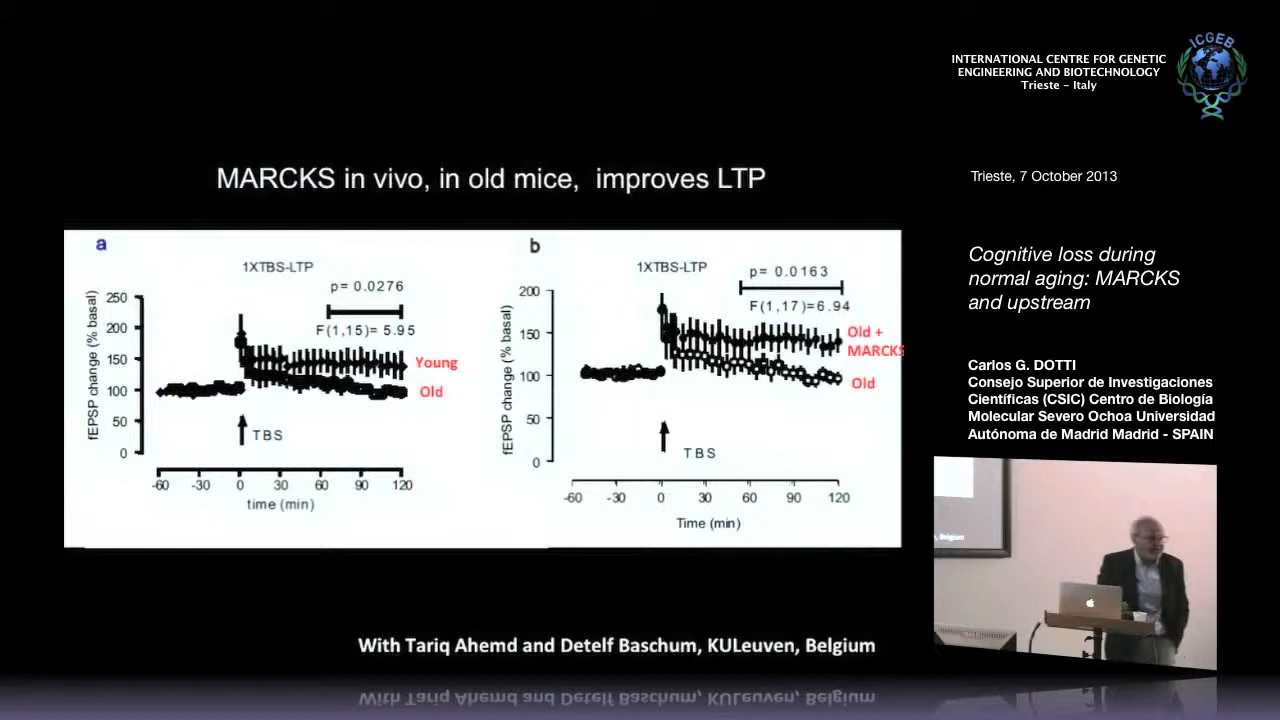 INTERNATIONAL CENTRE FOR GENETIC
ENGINEERING AND BIOTECHNOLOGY
Trieste - Italy
ICGEB
MARCKS in vivo, in old mice, improves LTP
Trieste, 7 October 2013
Cognitive loss during
normal aging: MARCKS
and upstream
Carlos G. DOTTI
Consejo Superior de Investigaciones
Científicas (CSIC) Centro de Biología
Molecular Severo Ochoa Universidad
Autónoma de Madrid Madrid - SPAIN
a
1XTBS-LTP
p= 0.0276
F(1,15)= 5.95
fEPSP change (% basal)
250
200
150
100
50
0
Young
Old
TBS
-60 -30 0 30 60 90 120
time (min)
b
1XTBS-LTP
p= 0.0163
F(1,17)=6.94
fEPSP change (% basal)
200
150
100
50
0
Old +
MARCKS
Old
TBS
-60 -30 0 30 60 90 120
Time (min)
, Belgium
With Tariq Ahemd and Detelf Baschum, KULeuven, Belgium